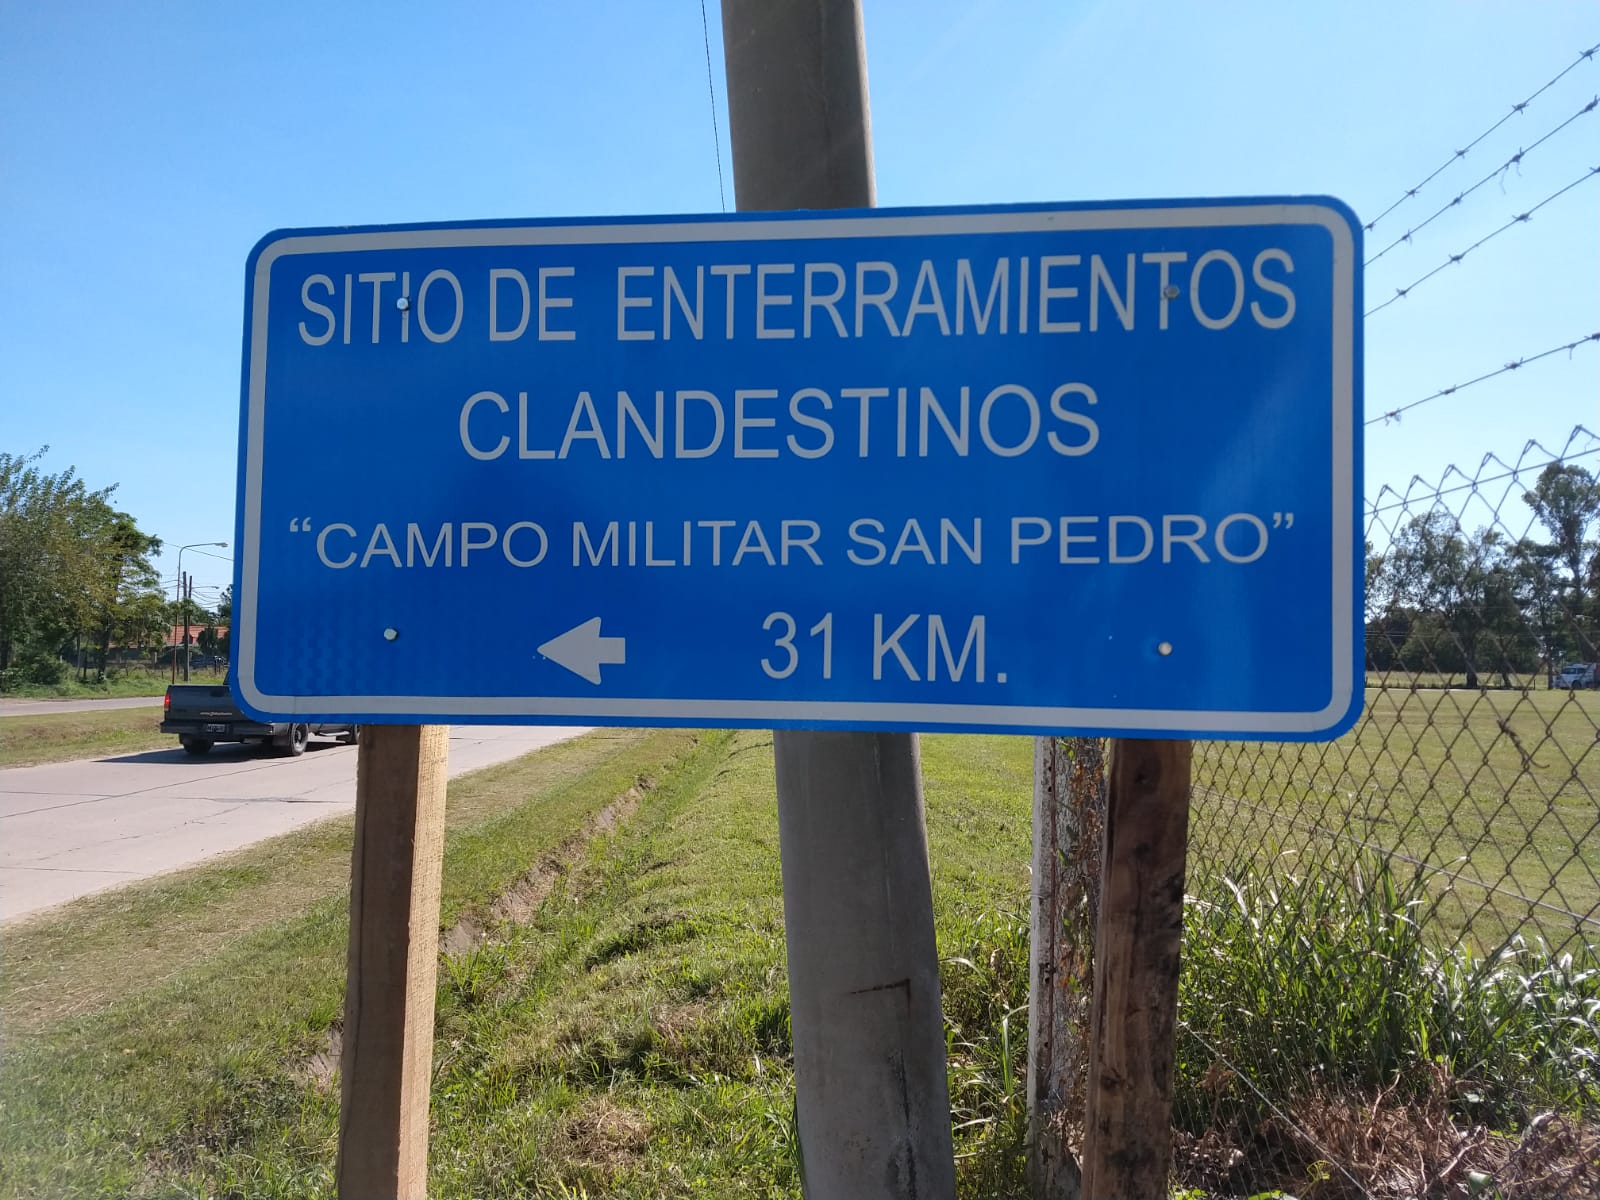 SITIO DE ENTERRAMIENTOS
CLANDESTINOS
“CAMPO MILITAR SAN PEDRO”
31 KM.